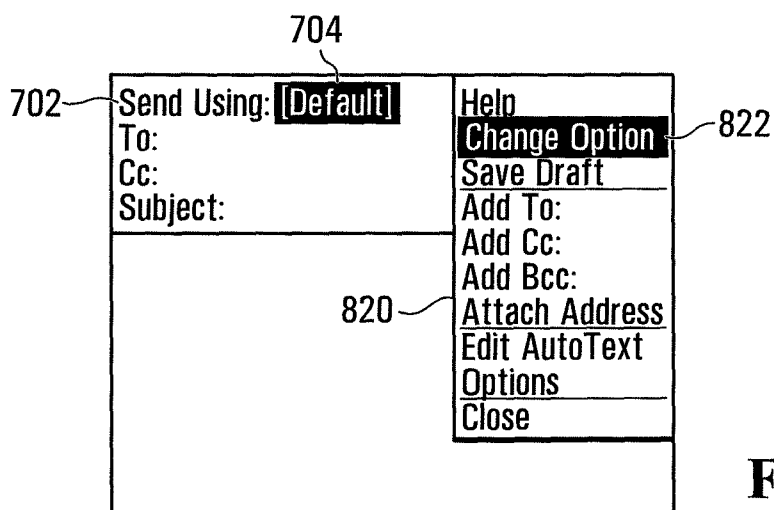 704
702 Send Using: [Default]
To:
Cc:
Subject:
Help
Change Option 822
Save Draft
Add To:
Add Cc:
Add Bcc:
820 Attach Address
Edit AutoText
Options
Close
F